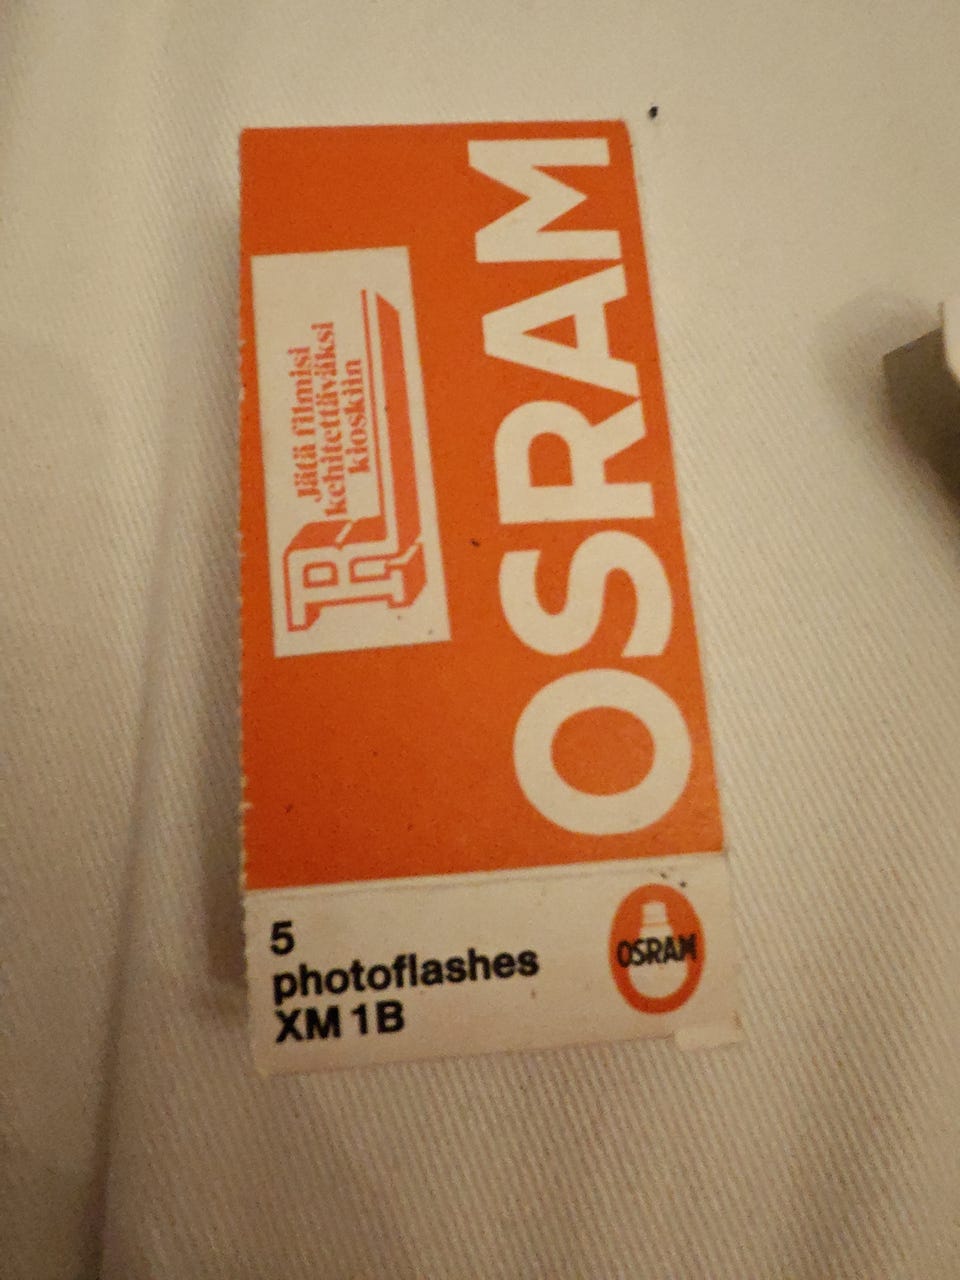 OSRAM
R
Jätä filmisi
kehitettäväksi
kioskiin
5
photoflashes
XM 1B
OSRAM